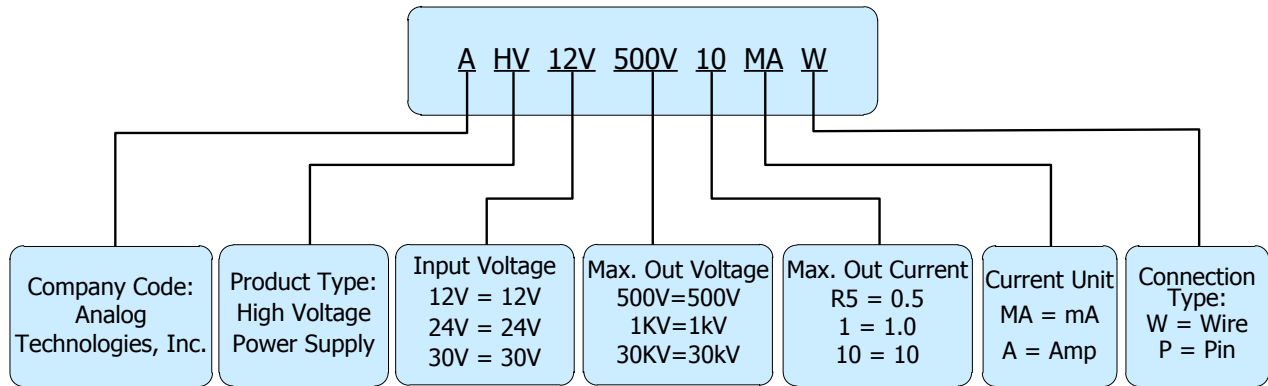 A HV 12V 500V 10 MA W
Company Code:
Analog
Technologies, Inc.
Product Type:
High Voltage
Power Supply
Input Voltage
12V = 12V
24V = 24V
30V = 30V
Max. Out Voltage
500V=500V
1KV=1kV
30KV=30kV
Max. Out Current
R5 = 0.5
1 = 1.0
10 = 10
Current Unit
MA = mA
A = Amp
Connection
Type:
W = Wire
P = Pin